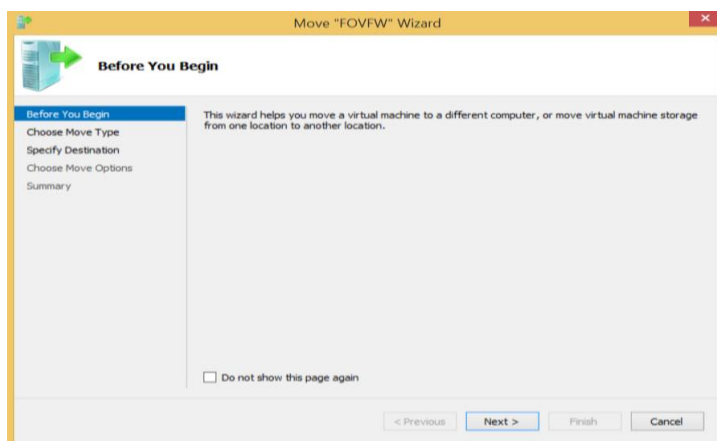 Move "FOVFW" Wizard
Before You Begin
Before You Begin
Choose Move Type
Specify Destination
Choose Move Options
Summary
This wizard helps you move a virtual machine to a different computer, or move virtual machine storage
from one location to another location.
Do not show this page again
< Previous
Next >
Finish
Cancel